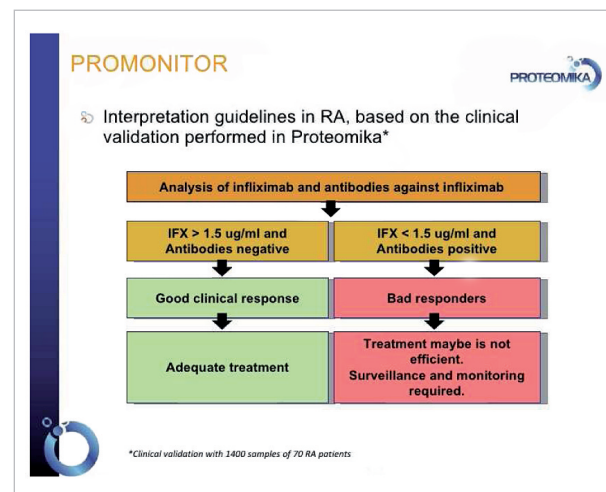 PROMONITOR
PROTEOMIKA
Interpretation guidelines in RA, based on the clinical
validation performed in Proteomika*
Analysis of infliximab and antibodies against infliximab
IFX > 1.5 ug/ml and
Antibodies negative
IFX < 1.5 ug/ml and
Antibodies positive
Good clinical response
Bad responders
Adequate treatment
Treatment maybe is not
efficient.
Surveillance and monitoring
required.
*Clinical validation with 1400 samples of 70 RA patients